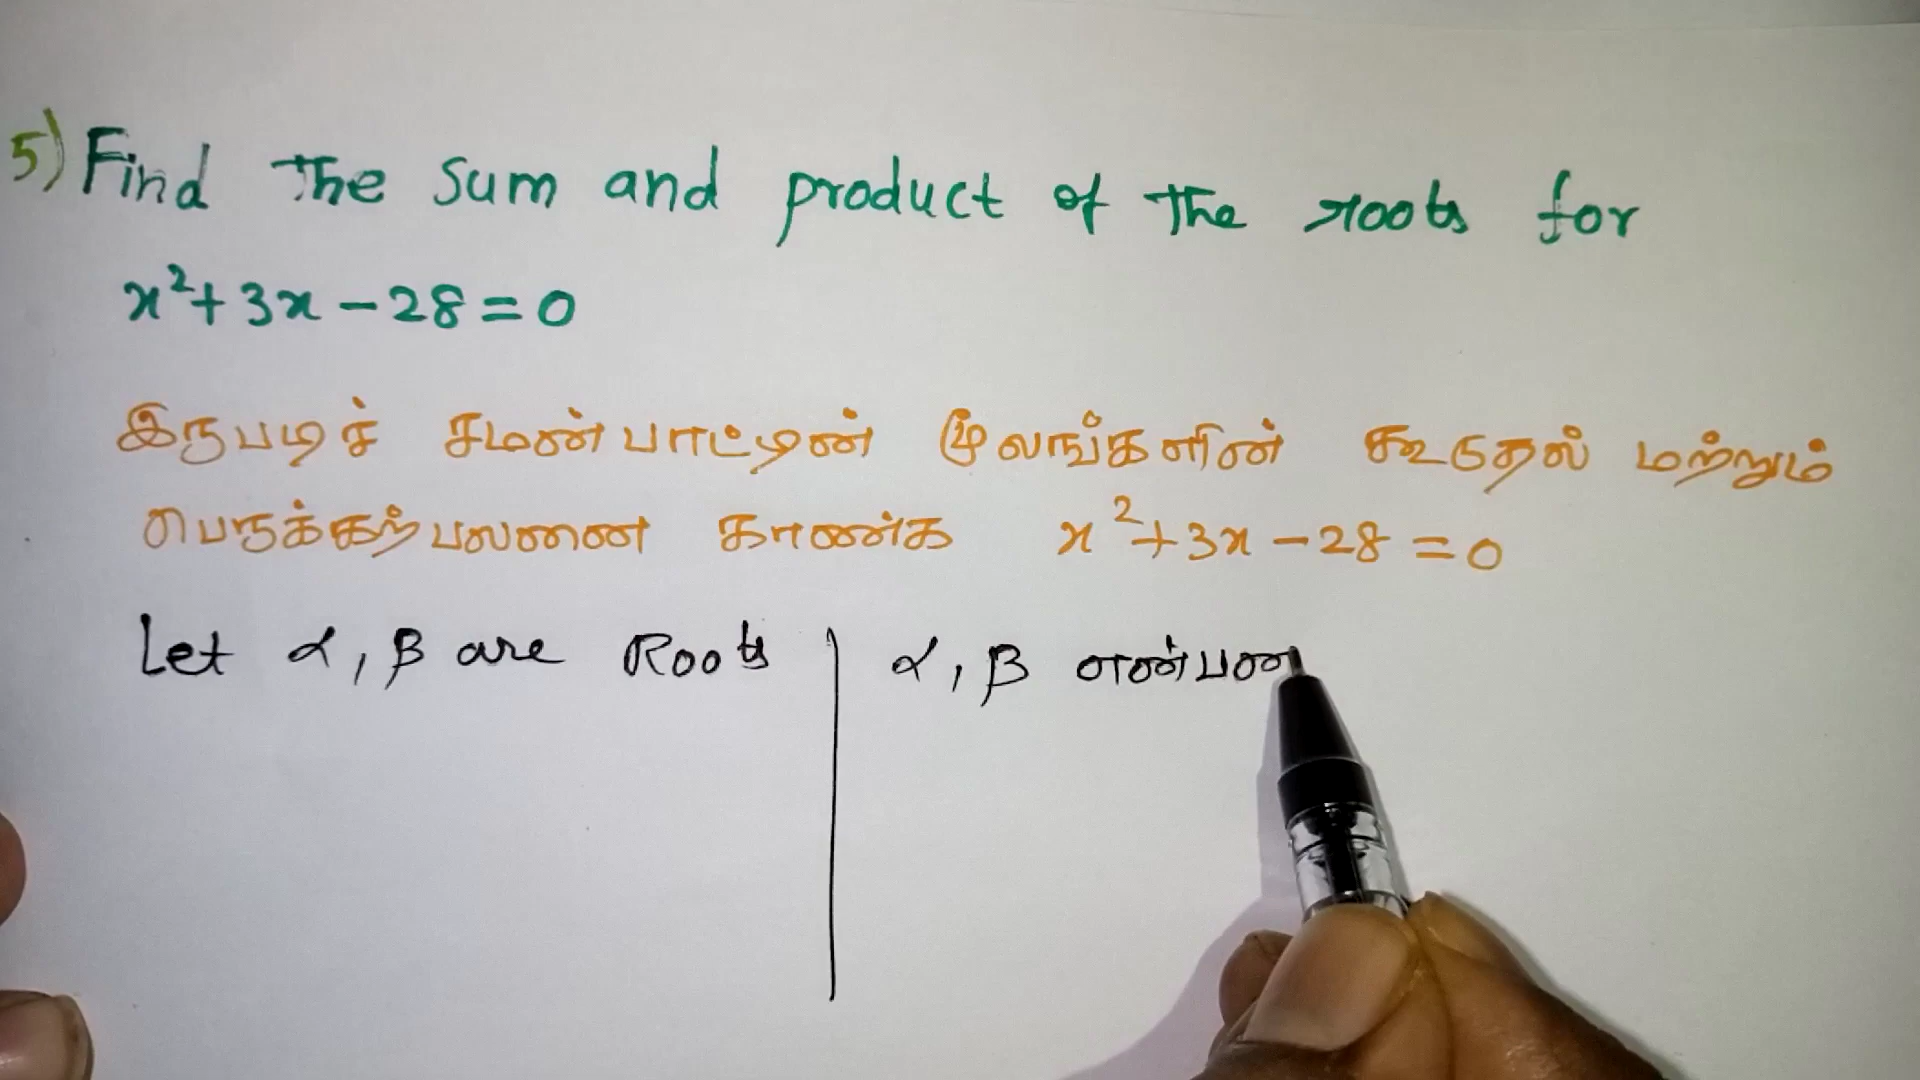 5) Find The Sum and product of The roots for
x²+3x-28=0
இருபடிச் சமன்பாட்டின் மூலங்களின் கூடுதல் மற்றும்
பெருக்கற்பலனை காண்க x²+3x-28=0
Let α, β are Roots
α, β என்பன